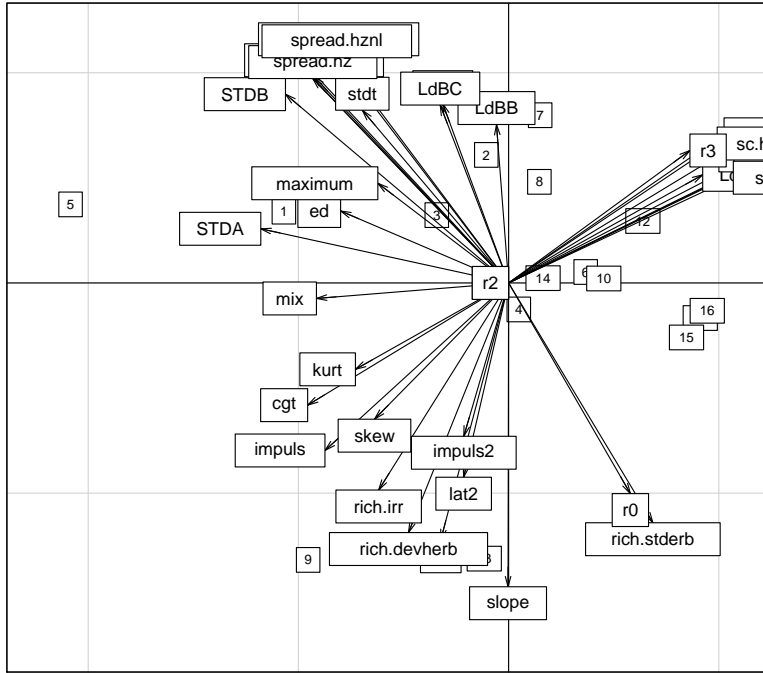 spread.hznl
spread.hz
STDB
stdt
LdBC
LdBB
7
2
r3
sc.h
8
maximum
5
1
ed
3
12
STDA
r2
14
6
10
mix
4
16
15
kurt
cgt
skew
impuls
impuls2
lat2
rich.irr
r0
rich.stderb
rich.devherb
9
slope